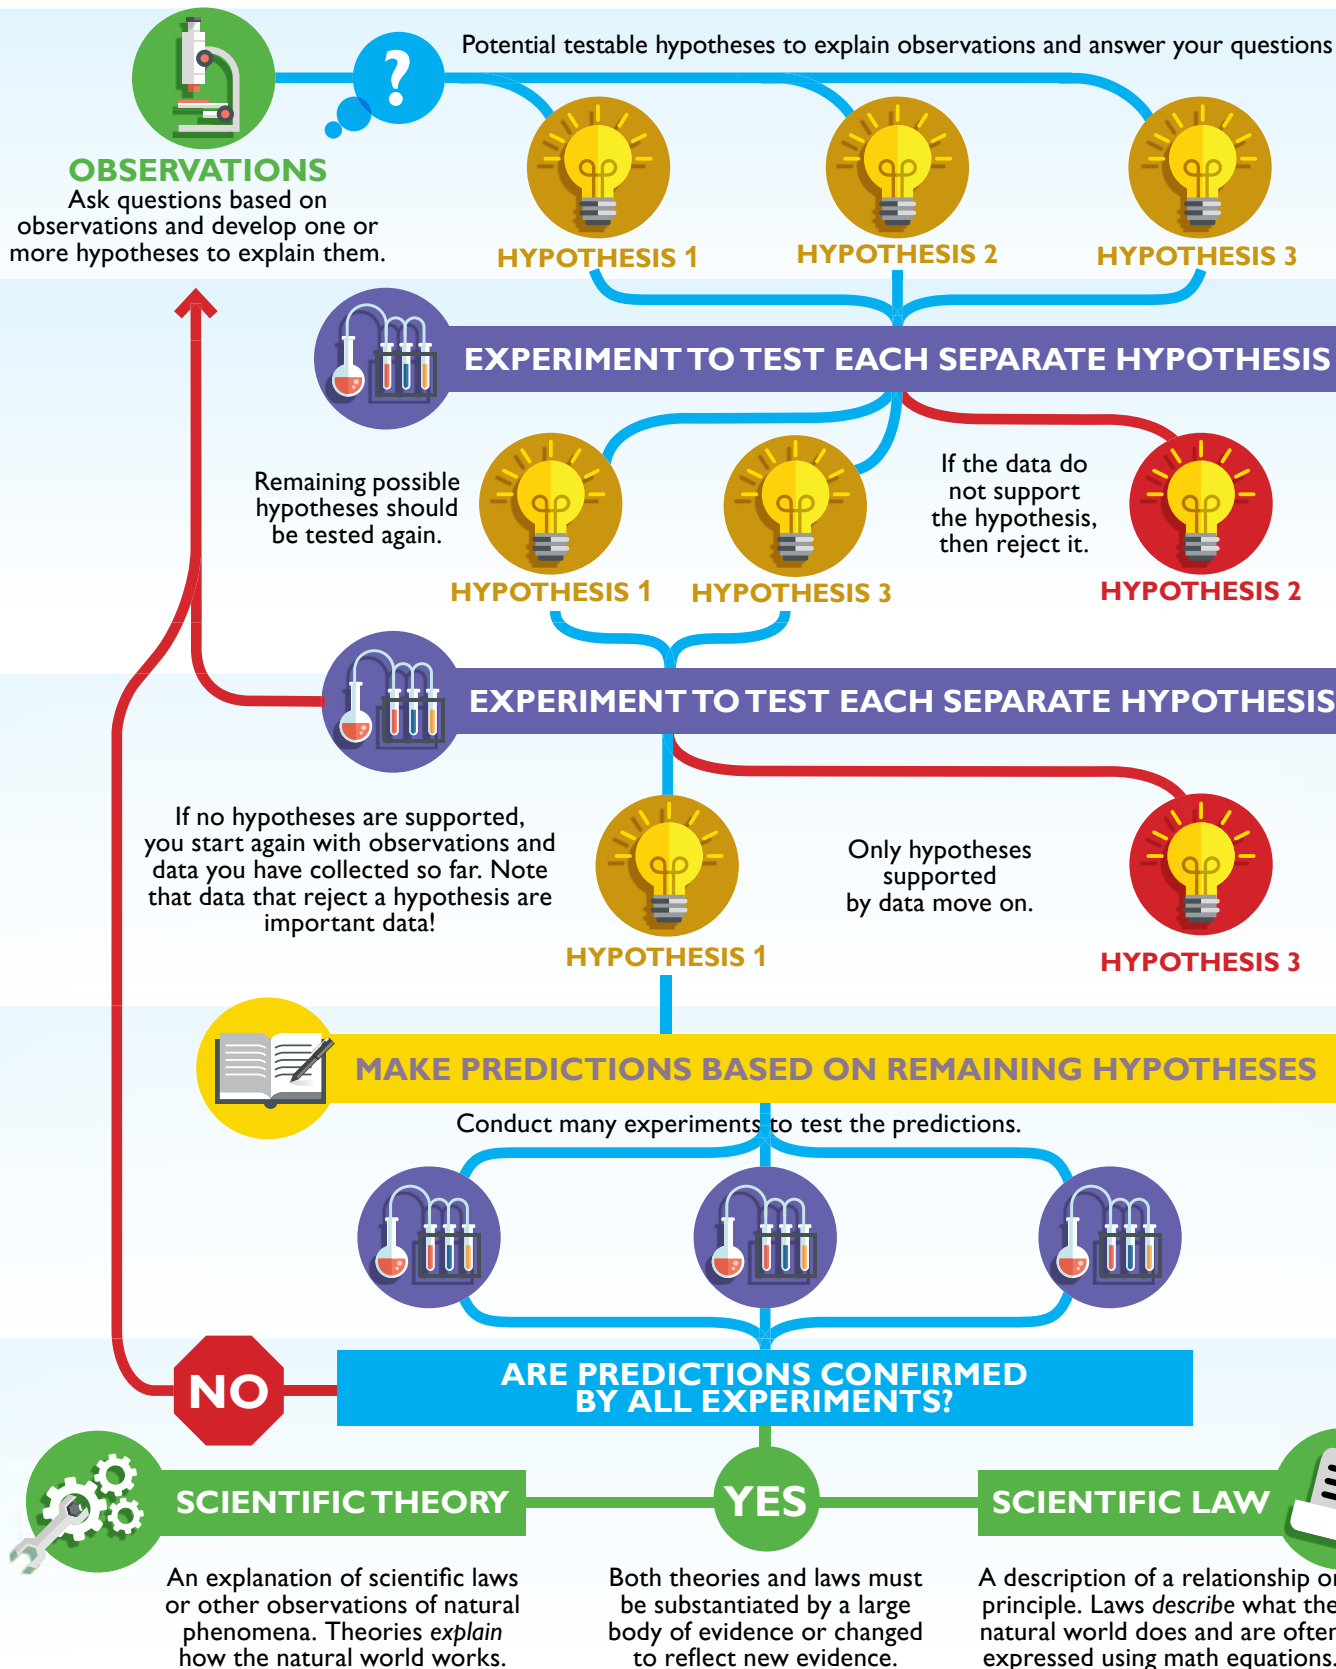 Potential testable hypotheses to explain observations and answer your questions
?
OBSERVATIONS
Ask questions based on
observations and develop one or
more hypotheses to explain them.
HYPOTHESIS 1
HYPOTHESIS 2
HYPOTHESIS 3
EXPERIMENT TO TEST EACH SEPARATE HYPOTHESIS
Remaining possible
hypotheses should
be tested again.
HYPOTHESIS 1
HYPOTHESIS 3
If the data do
not support
the hypothesis,
then reject it.
HYPOTHESIS 2
EXPERIMENT TO TEST EACH SEPARATE HYPOTHESIS
If no hypotheses are supported,
you start again with observations and
data you have collected so far. Note
that data that reject a hypothesis are
important data!
HYPOTHESIS 1
Only hypotheses
supported
by data move on.
HYPOTHESIS 3
MAKE PREDICTIONS BASED ON REMAINING HYPOTHESES
Conduct many experiments to test the predictions.
NO
ARE PREDICTIONS CONFIRMED
BY ALL EXPERIMENTS?
SCIENTIFIC THEORY
YES
SCIENTIFIC LAW
An explanation of scientific laws
or other observations of natural
phenomena. Theories explain
how the natural world works.
Both theories and laws must
be substantiated by a large
body of evidence or changed
to reflect new evidence.
A description of a relationship or
principle. Laws describe what the
natural world does and are often
expressed using math equations.